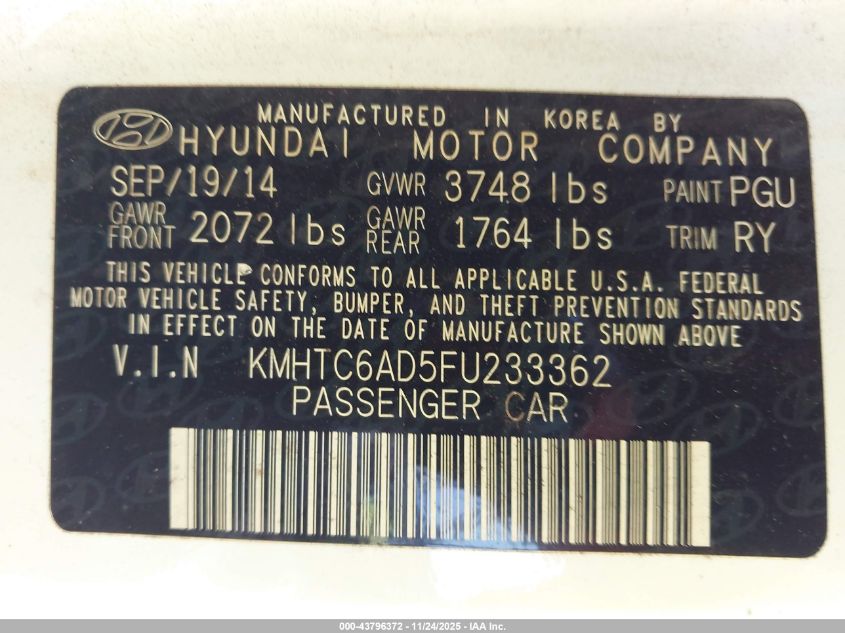 MANUFACTURED IN KOREA BY
HYUNDAI MOTOR COMPANY
SEP/19/14 GVWR 3748 lbs PAINT PGU
GAWR FRONT 2072 lbs GAWR REAR 1764 lbs TRIM RY
THIS VEHICLE CONFORMS TO ALL APPLICABLE U.S.A. FEDERAL
MOTOR VEHICLE SAFETY, BUMPER, AND THEFT PREVENTION STANDARDS
IN EFFECT ON THE DATE OF MANUFACTURE SHOWN ABOVE
V.I.N KMHTC6AD5FU233362
PASSENGER CAR
000-43796372 - 11/24/2025 - IAA Inc.